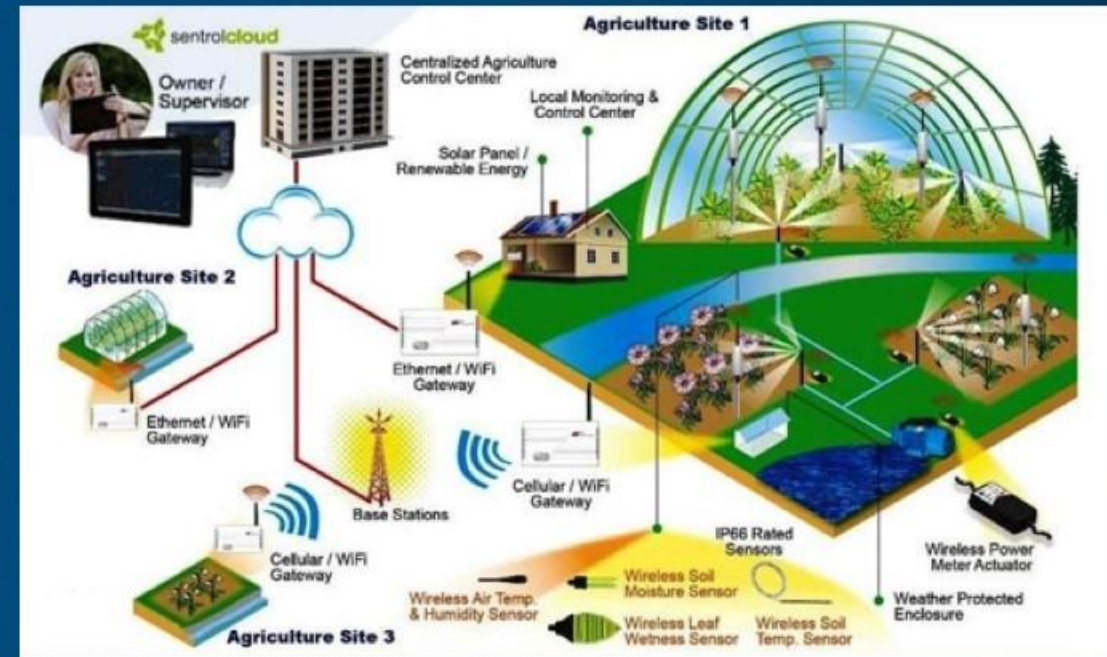 sentrolcloud
Owner /
Supervisor
Centralized Agriculture
Control Center
Agriculture Site 1
Local Monitoring &
Control Center
Solar Panel /
Renewable Energy
Agriculture Site 2
Ethernet / WiFi
Gateway
Ethernet / WiFi
Gateway
Base Stations
Cellular / WiFi
Gateway
Cellular / WiFi
Gateway
Agriculture Site 3
IP66 Rated
Sensors
Wireless Air Temp.
& Humidity Sensor
Wireless Soil
Moisture Sensor
Wireless Leaf
Wetness Sensor
Wireless Soil
Temp. Sensor
Wireless Power
Meter Actuator
Weather Protected
Enclosure